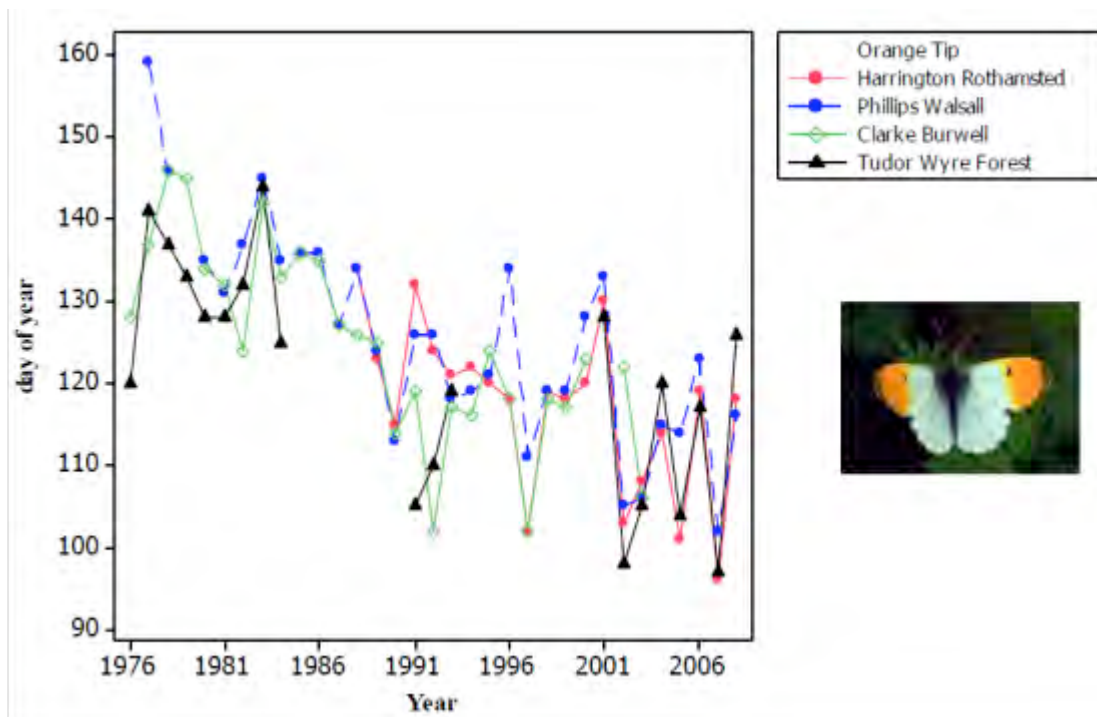 160
150
140
130
120
110
100
90
day of year
1976 1981 1986 1991 1996 2001 2006
Year
Orange Tip
Harrington Rothamsted
Phillips Walsall
Clarke Burwell
Tudor Wyre Forest